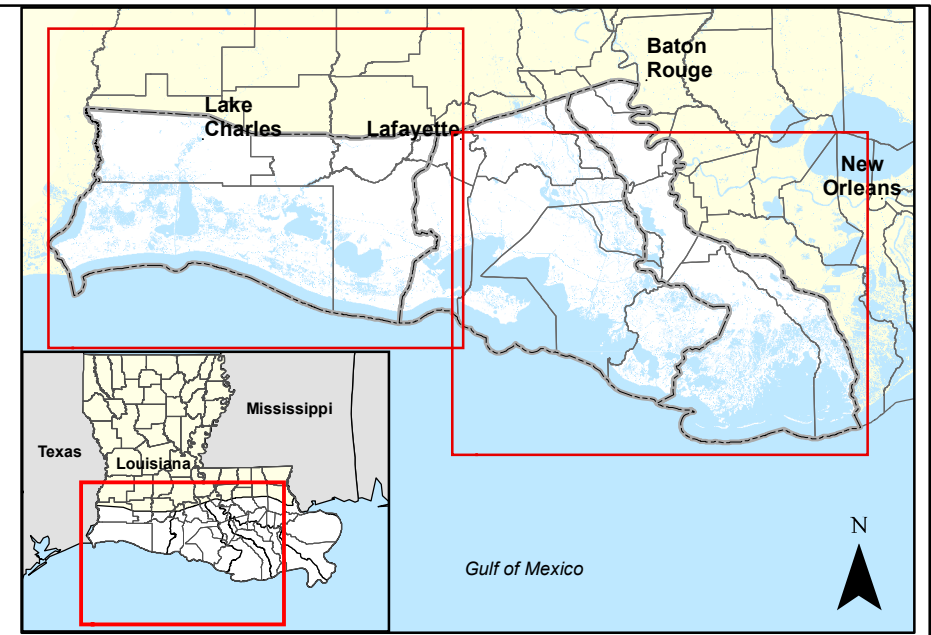 Baton
Rouge
Lake
Charles
Lafayette
New
Orleans
Mississippi
Texas
Louisiana
Gulf of Mexico
N